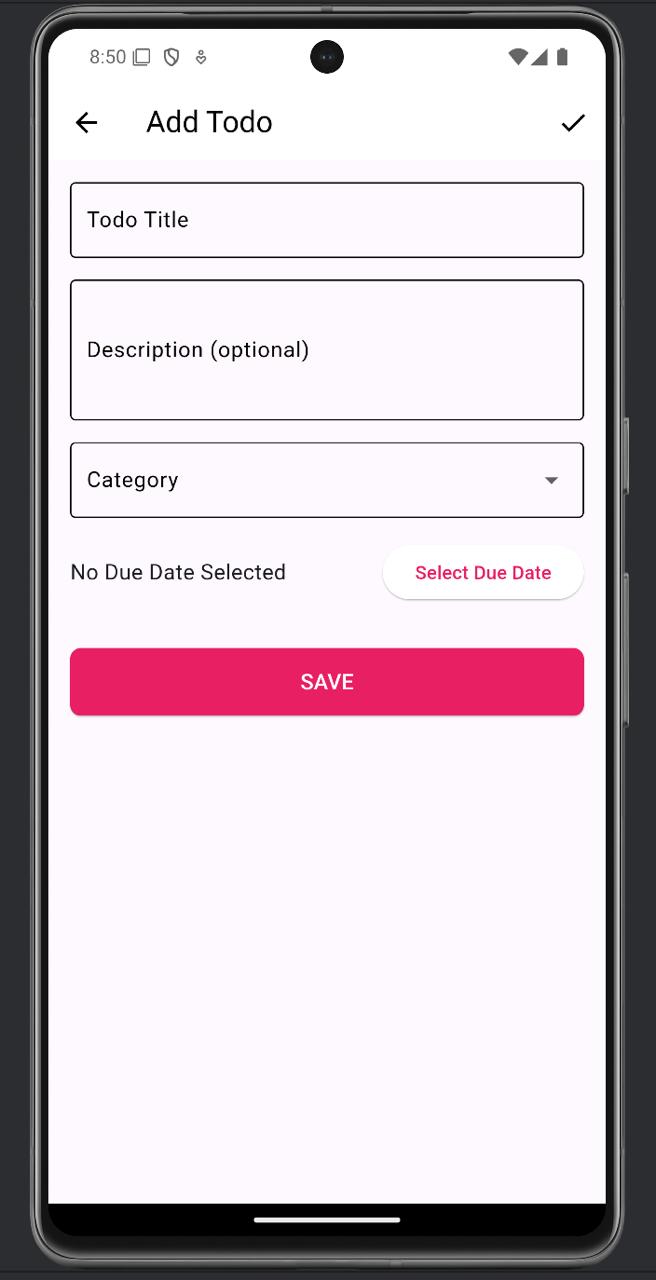 8:50
Add Todo
Todo Title
Description (optional)
Category
No Due Date Selected
Select Due Date
SAVE